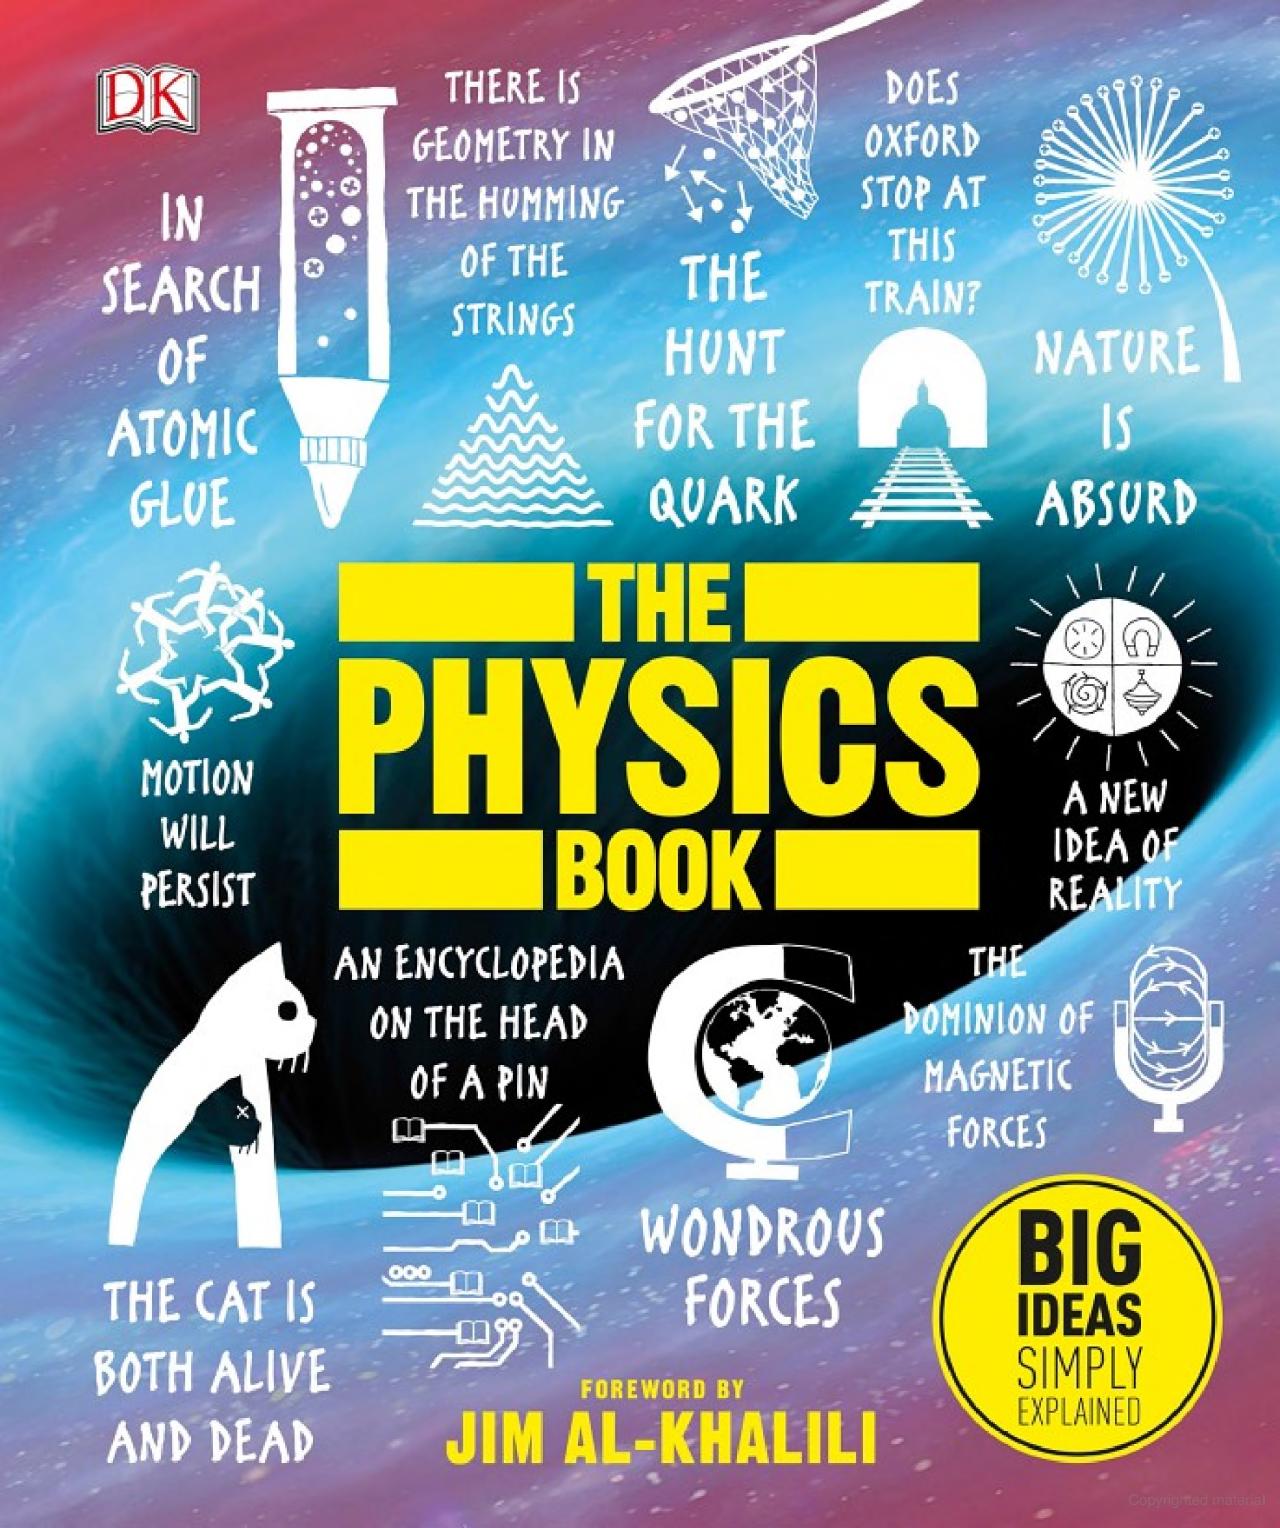 DK
IN
SEARCH
OF
ATOMIC
GLUE
THERE IS
GEOMETRY IN
THE HUMMING
OF THE
STRINGS
THE
HUNT
FOR THE
QUARK
DOES
OXFORD
STOP AT
THIS
TRAIN?
NATURE
IS
ABSURD
MOTION
WILL
PERSIST
THE
PHYSICS
BOOK
A NEW
IDEA OF
REALITY
THE CAT IS
BOTH ALIVE
AND DEAD
AN ENCYCLOPEDIA
ON THE HEAD
OF A PIN
WONDROUS
FORCES
THE
DOMINION OF
MAGNETIC
FORCES
FOREWORD BY
JIM AL-KHALILI
BIG
IDEAS
SIMPLY
EXPLAINED
Copyrighted material